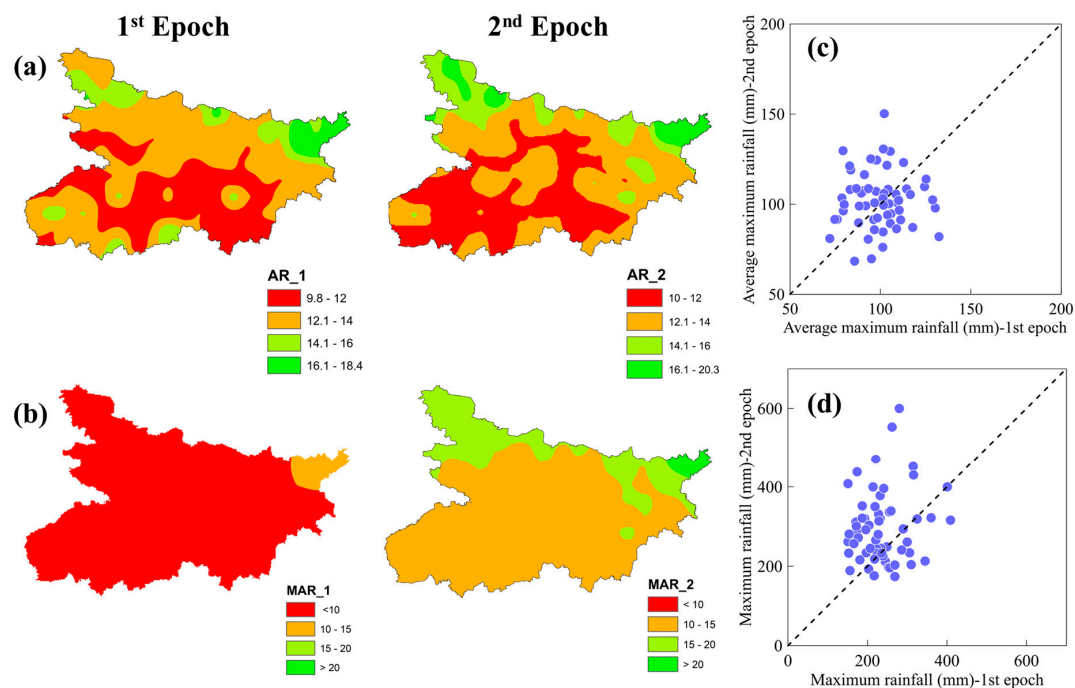 1st Epoch
2nd Epoch
(a)
AR_1
9.8 - 12
12.1 - 14
14.1 - 16
16.1 - 18.4
AR_2
10 - 12
12.1 - 14
14.1 - 16
16.1 - 20.3
(c)
Average maximum rainfall (mm)-2nd epoch
200
150
100
50
50
100
150
200
Average maximum rainfall (mm)-1st epoch
(b)
MAR_1
<10
10 - 15
15 - 20
> 20
MAR_2
< 10
10 - 15
15 - 20
> 20
(d)
Maximum rainfall (mm)-2nd epoch
600
400
200
0
0
200
400
600
Maximum rainfall (mm)-1st epoch